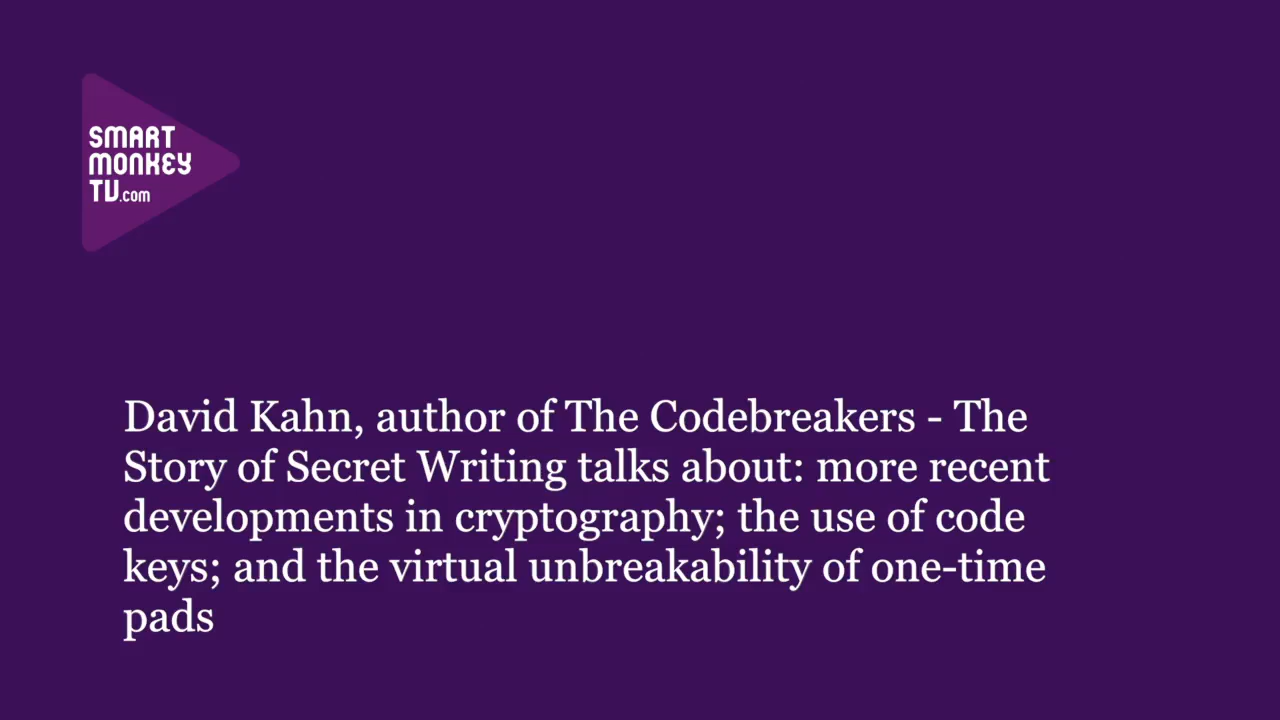 SMART
MONKEY
TV.com
David Kahn, author of The Codebreakers - The
Story of Secret Writing talks about: more recent
developments in cryptography; the use of code
keys; and the virtual unbreakability of one-time
pads